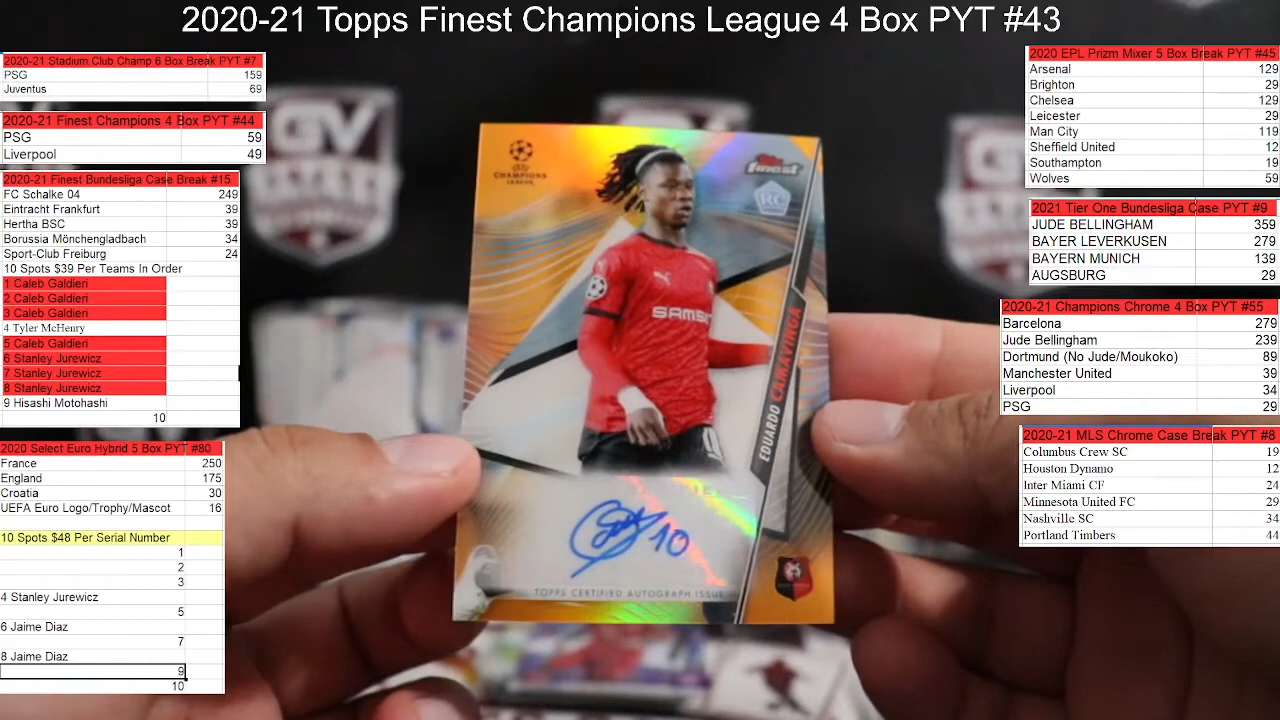 2020-21 Topps Finest Champions League 4 Box PYT #43
2020-21 Stadium Club Champ 6 Box Break PYT #7
PSG 159
Juventus 69
2020-21 Finest Champions 4 Box PYT #44
PSG 59
Liverpool 49
2020-21 Finest Bundesliga Case Break #15
FC Schalke 04 249
Eintracht Frankfurt 39
Hertha BSC 39
Borussia Mönchengladbach 34
Sport-Club Freiburg 24
10 Spots $39 Per Teams In Order
1 Caleb Galdieri
2 Caleb Galdieri
3 Caleb Galdieri
4 Tyler McHenry
5 Caleb Galdieri
6 Stanley Jurewicz
7 Stanley Jurewicz
8 Stanley Jurewicz
9 Hisashi Motohashi
10
2020 Select Euro Hybrid 5 Box PYT #80
France 250
England 175
Croatia 30
UEFA Euro Logo/Trophy/Mascot 16
10 Spots $48 Per Serial Number
1
2
3
4 Stanley Jurewicz
5
6 Jaime Diaz
7
8 Jaime Diaz
9
10
GV
CHAMPIONS
LEAGUE
Topps
finest
RC
SAMSIC
EDUARDO CAMAVINGA
10
TOPPS CERTIFIED AUTOGRAPH ISSUE
2020 EPL Prizm Mixer 5 Box Break PYT #45
Arsenal 129
Brighton 29
Chelsea 129
Leicester 29
Man City 119
Sheffield United 12
Southampton 19
Wolves 59
2021 Tier One Bundesliga Case PYT #9
JUDE BELLINGHAM 359
BAYER LEVERKUSEN 279
BAYERN MUNICH 139
AUGSBURG 29
2020-21 Champions Chrome 4 Box PYT #55
Barcelona 279
Jude Bellingham 239
Dortmund (No Jude/Moukoko) 89
Manchester United 39
Liverpool 34
PSG 29
2020-21 MLS Chrome Case Break PYT #8
Columbus Crew SC 19
Houston Dynamo 12
Inter Miami CF 24
Minnesota United FC 29
Nashville SC 34
Portland Timbers 44